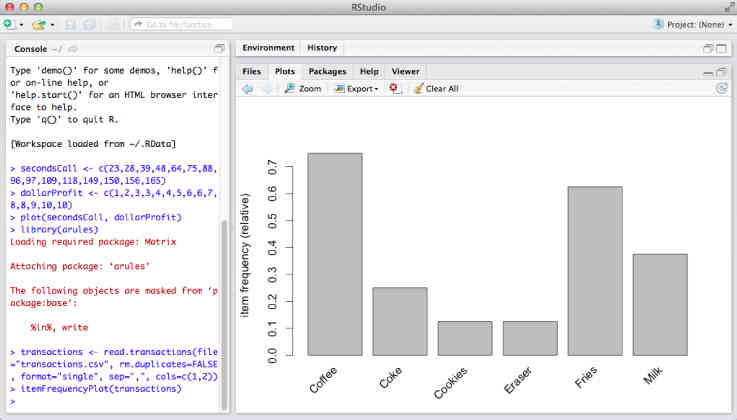 RStudio
Go to file/function
Project: (None)
Console ~/
Type 'demo()' for some demos, 'help()' f
or on-line help, or
'help.start()' for an HTML browser inter
face to help.
Type 'q()' to quit R.
[Workspace loaded from ~/.RData]
> secondsCall <- c(23,28,39,48,64,75,88,
96,97,109,118,149,150,156,165)
> dollarProfit <- c(1,2,3,3,4,4,5,6,6,7,
8,8,9,10,10)
> plot(secondsCall, dollarProfit)
> library(arules)
Loading required package: Matrix
Attaching package: 'arules'
The following objects are masked from 'p
ackage:base':
%in%, write
> transactions <- read.transactions(file
="transactions.csv", rm.duplicates=FALSE
, format="single", sep=",", cols=c(1,2))
> itemFrequencyPlot(transactions)
>
Environment History
Files Plots Packages Help Viewer
Zoom Export Clear All
item frequency (relative)
0.7
0.6
0.5
0.4
0.3
0.2
0.1
0.0
Coffee
Coke
Cookies
Eraser
Fries
Milk